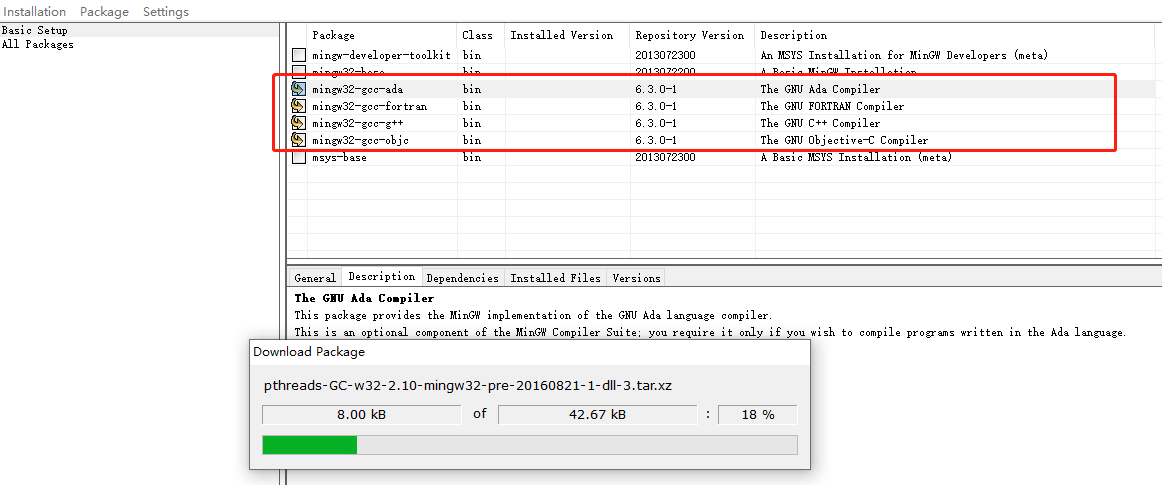 Installation Package Settings
Basic Setup
All Packages
Package Class Installed Version Repository Version Description
mingw-developer-toolkit bin 2013072300 An MSYS Installation for MinGW Developers (meta)
mingw32-base bin 2013072200 A Basic MinGW Installation
mingw32-gcc-ada bin 6.3.0-1 The GNU Ada Compiler
mingw32-gcc-fortran bin 6.3.0-1 The GNU FORTRAN Compiler
mingw32-gcc-g++ bin 6.3.0-1 The GNU C++ Compiler
mingw32-gcc-objc bin 6.3.0-1 The GNU Objective-C Compiler
msys-base bin 2013072300 A Basic MSYS Installation (meta)
General Description Dependencies Installed Files Versions
The GNU Ada Compiler
This package provides the MinGW implementation of the GNU Ada language compiler.
This is an optional component of the MinGW Compiler Suite; you require it only if you wish to compile programs written in the Ada language.
Download Package
pthreads-GC-w32-2.10-mingw32-pre-20160821-1-dll-3.tar.xz
8.00 kB of 42.67 kB : 18 %